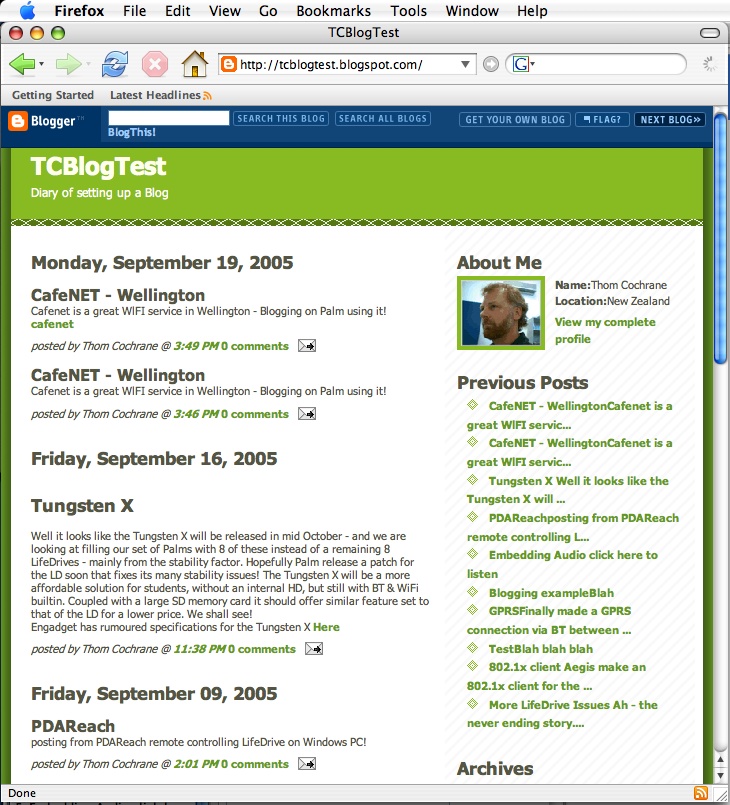 Firefox File Edit View Go Bookmarks Tools Window Help
TCBlogTest
http://tcblogtest.blogspot.com/
G
Getting Started Latest Headlines
Blogger™ SEARCH THIS BLOG SEARCH ALL BLOGS GET YOUR OWN BLOG FLAG? NEXT BLOG»
BlogThis!
TCBlogTest
Diary of setting up a Blog
Monday, September 19, 2005
CafeNET - Wellington
Cafenet is a great WIFI service in Wellington - Blogging on Palm using it!
cafenet
posted by Thom Cochrane @ 3:49 PM 0 comments
CafeNET - Wellington
Cafenet is a great WIFI service in Wellington - Blogging on Palm using it!
posted by Thom Cochrane @ 3:46 PM 0 comments
Friday, September 16, 2005
Tungsten X
Well it looks like the Tungsten X will be released in mid October - and we are
looking at filling our set of Palms with 8 of these instead of a remaining 8
LifeDrives - mainly from the stability factor. Hopefully Palm release a patch for
the LD soon that fixes its many stability issues! The Tungsten X will be a more
affordable solution for students, without an internal HD, but still with BT & WiFi
builtin. Coupled with a large SD memory card it should offer similar feature set to
that of the LD for a lower price. We shall see!
Engadget has rumoured specifications for the Tungsten X Here
posted by Thom Cochrane @ 11:38 PM 0 comments
Friday, September 09, 2005
PDAReach
posting from PDAReach remote controlling LifeDrive on Windows PC!
posted by Thom Cochrane @ 2:01 PM 0 comments
About Me
Name:Thom Cochrane
Location:New Zealand
View my complete
profile
Previous Posts
CafeNET - WellingtonCafenet is a
great WIFI servic...
CafeNET - WellingtonCafenet is a
great WIFI servic...
Tungsten X Well it looks like the
Tungsten X will ...
PDAReachposting from PDAReach
remote controlling L...
Embedding Audio click here to
listen
Blogging exampleBlah
GPRSFinally made a GPRS
connection via BT between ...
TestBlah blah blah
802.1x client Aegis make an
802.1x client for the ...
More LifeDrive Issues Ah - the
never ending story....
Archives
Done